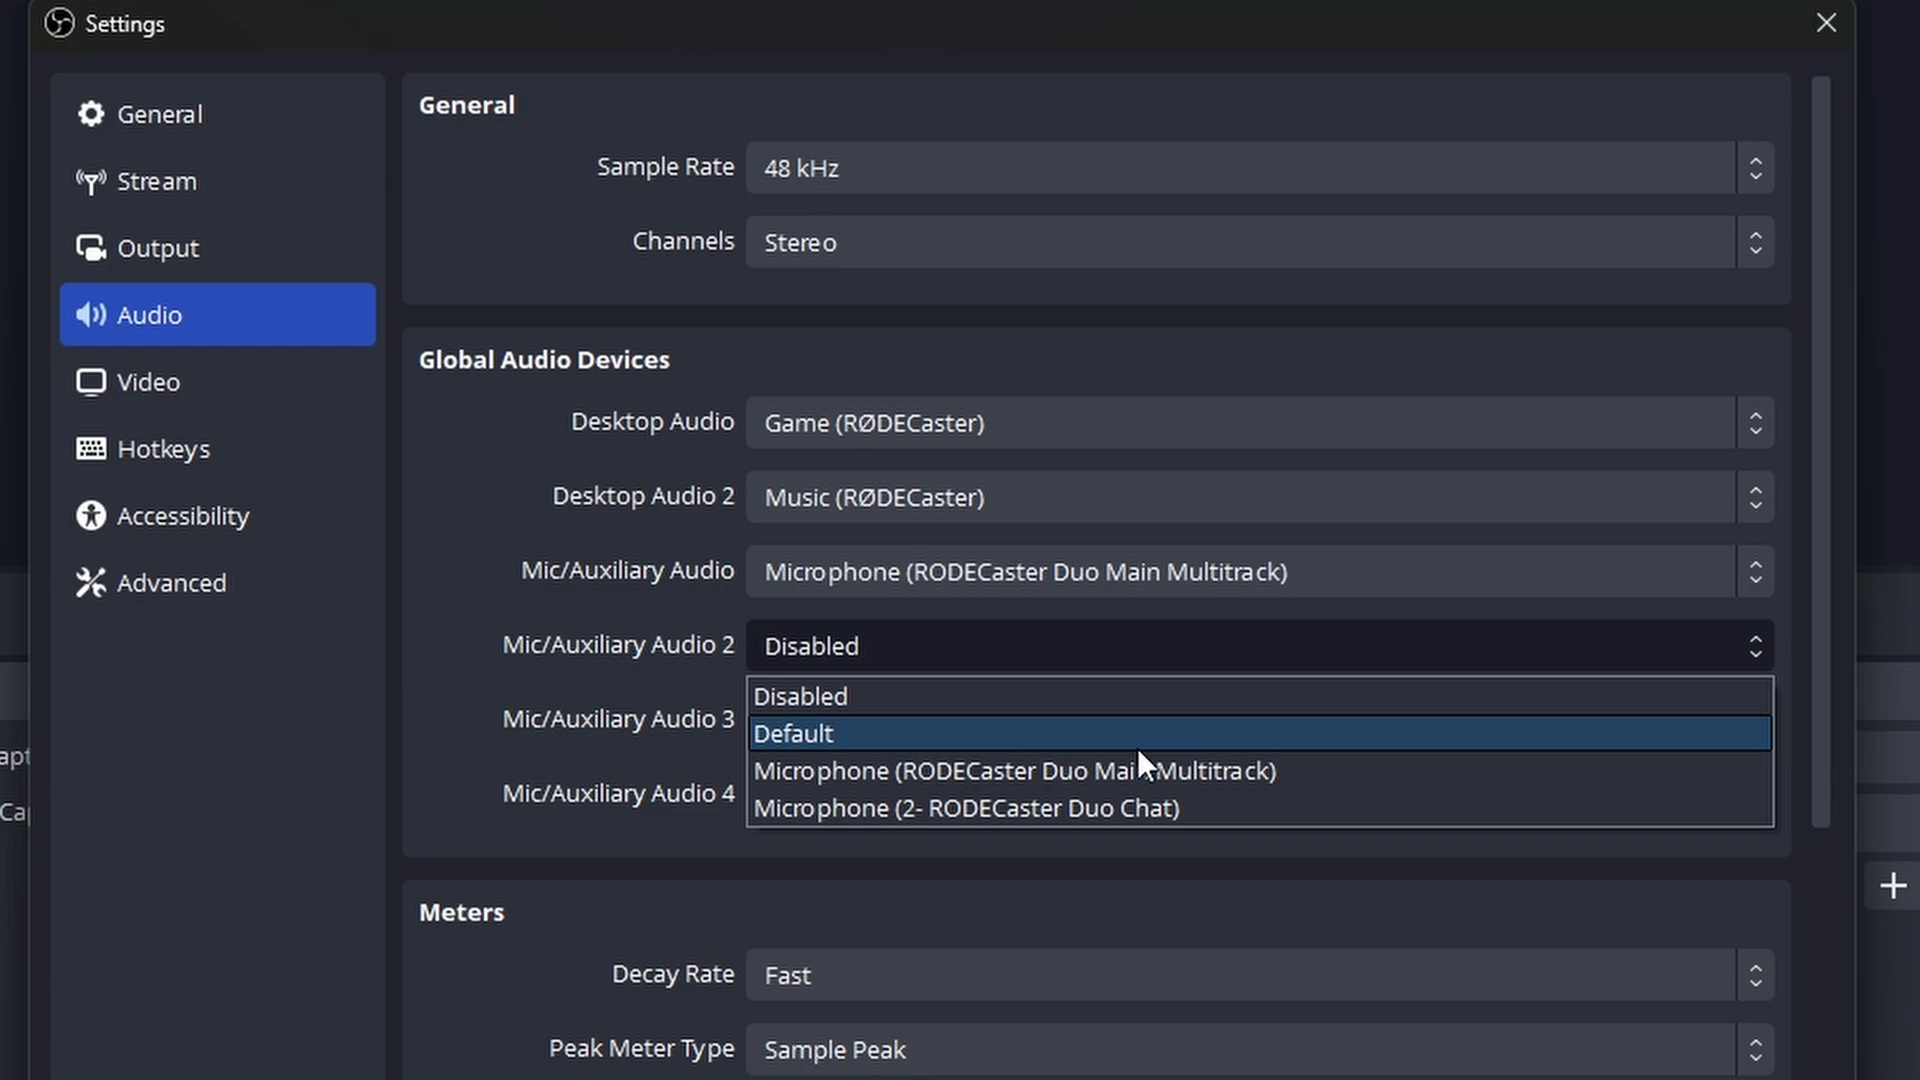 Settings
General
Stream
Output
Audio
Video
Hotkeys
Accessibility
Advanced
General
Sample Rate 48 kHz
Channels Stereo
Global Audio Devices
Desktop Audio Game (RØDECaster)
Desktop Audio 2 Music (RØDECaster)
Mic/Auxiliary Audio Microphone (RODECaster Duo Main Multitrack)
Mic/Auxiliary Audio 2 Disabled
Disabled
Mic/Auxiliary Audio 3
Default
Microphone (RODECaster Duo Main Multitrack)
Mic/Auxiliary Audio 4
Microphone (2- RODECaster Duo Chat)
Meters
Decay Rate Fast
Peak Meter Type Sample Peak